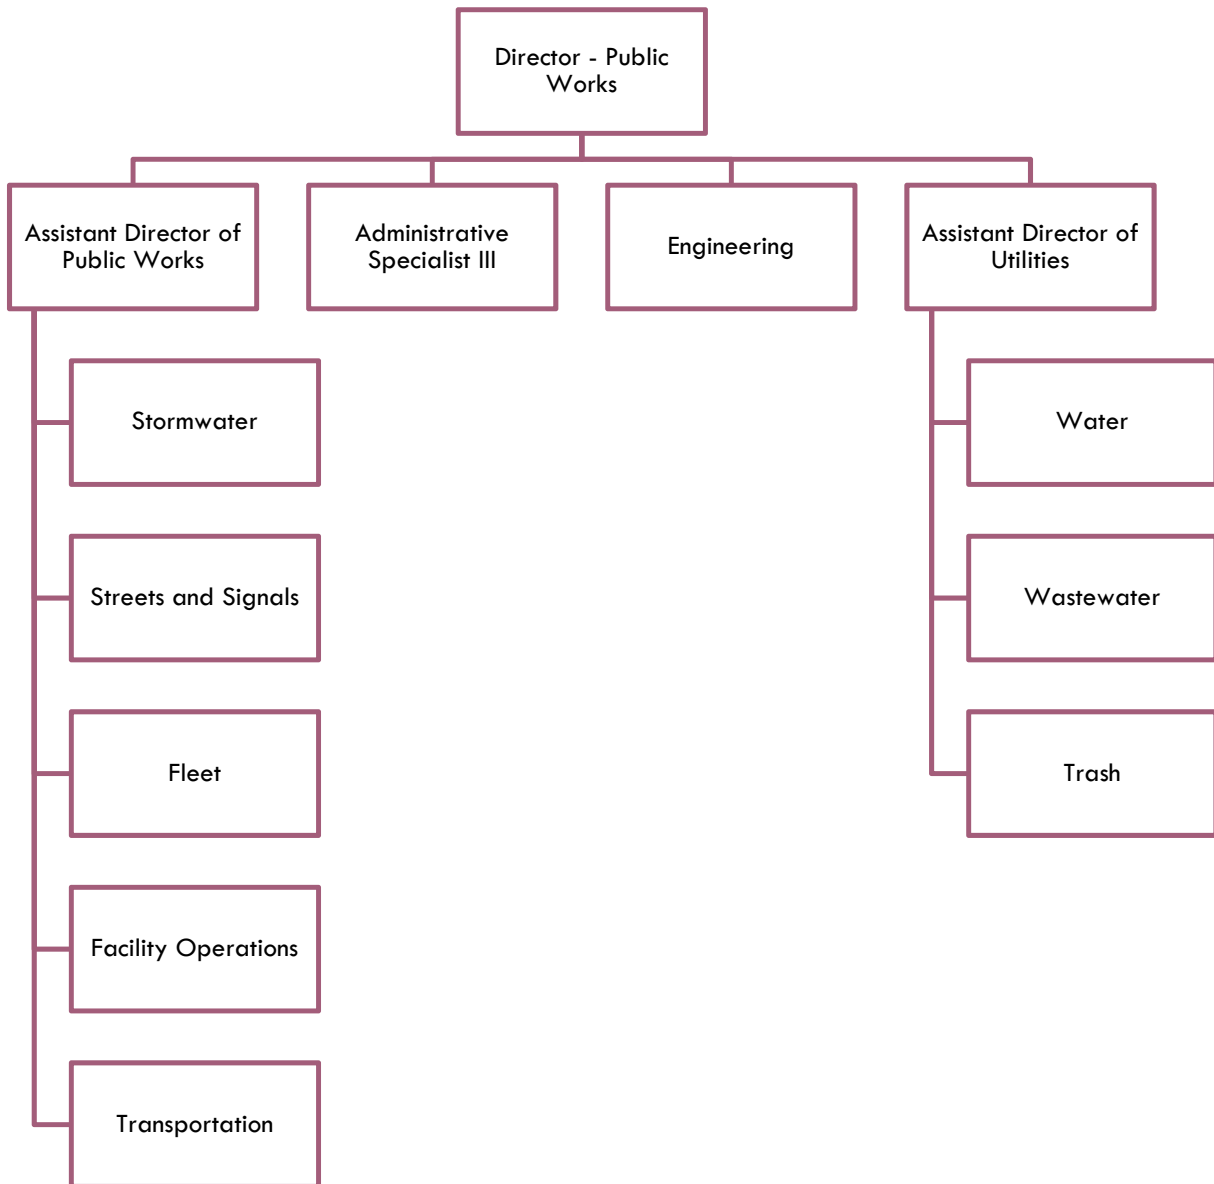 Director - Public
Works
Assistant Director of
Public Works
Administrative
Specialist III
Engineering
Assistant Director of
Utilities
Stormwater
Streets and Signals
Fleet
Facility Operations
Transportation
Water
Wastewater
Trash